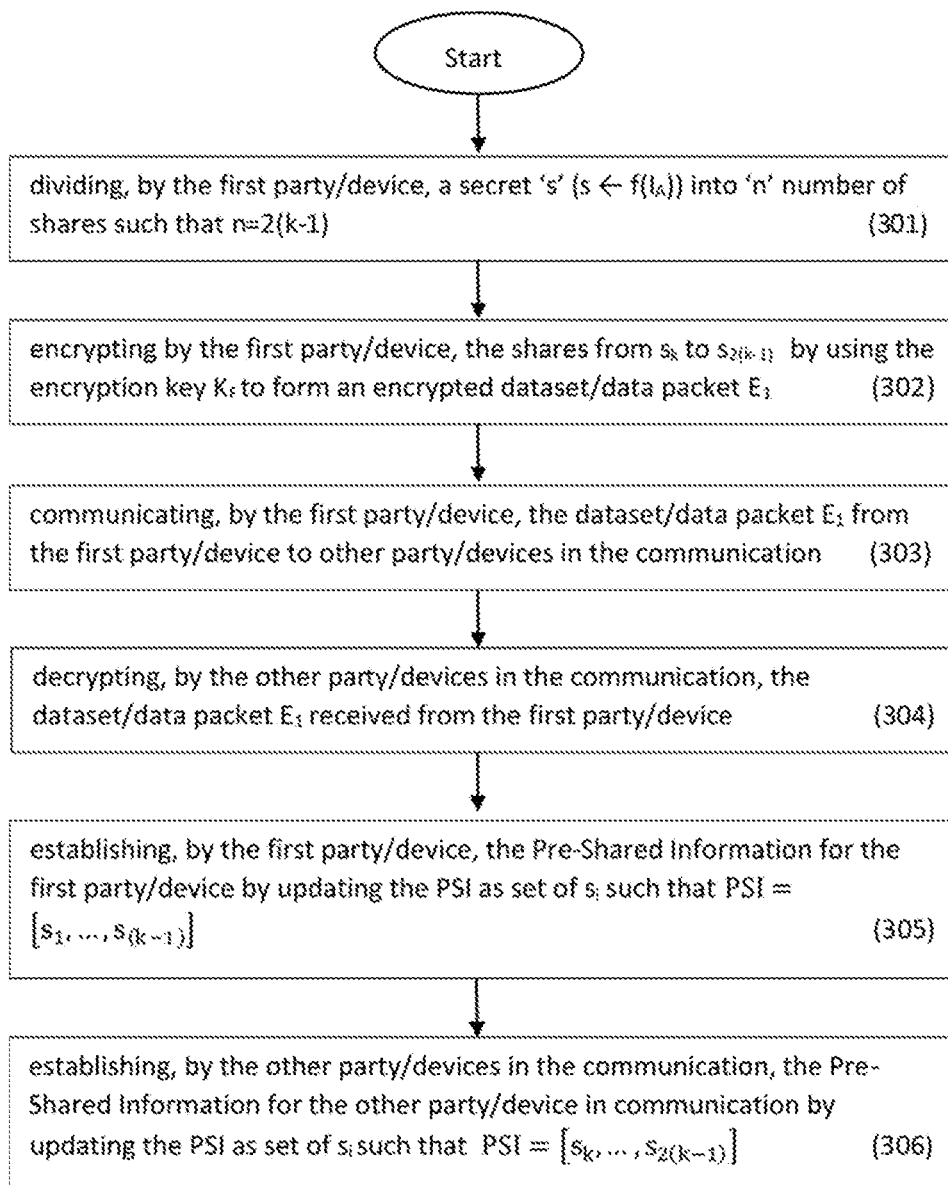 Start
dividing, by the first party/device, a secret ‘s’ (s ← f(Iₐ)) into ‘n’ number of
shares such that n=2(k-1) (301)
encrypting by the first party/device, the shares from sₖ to s₂₍ₖ₋₁₎ by using the
encryption key Kₛ to form an encrypted dataset/data packet E₁ (302)
communicating, by the first party/device, the dataset/data packet E₁ from
the first party/device to other party/devices in the communication (303)
decrypting, by the other party/devices in the communication, the
dataset/data packet E₁ received from the first party/device (304)
establishing, by the first party/device, the Pre-Shared Information for the
first party/device by updating the PSI as set of sᵢ such that PSI =
[s₁, ..., s₍ₖ₋₁₎] (305)
establishing, by the other party/devices in the communication, the Pre-
Shared Information for the other party/device in communication by
updating the PSI as set of sᵢ such that PSI = [sₖ, ..., s₂₍ₖ₋₁₎] (306)